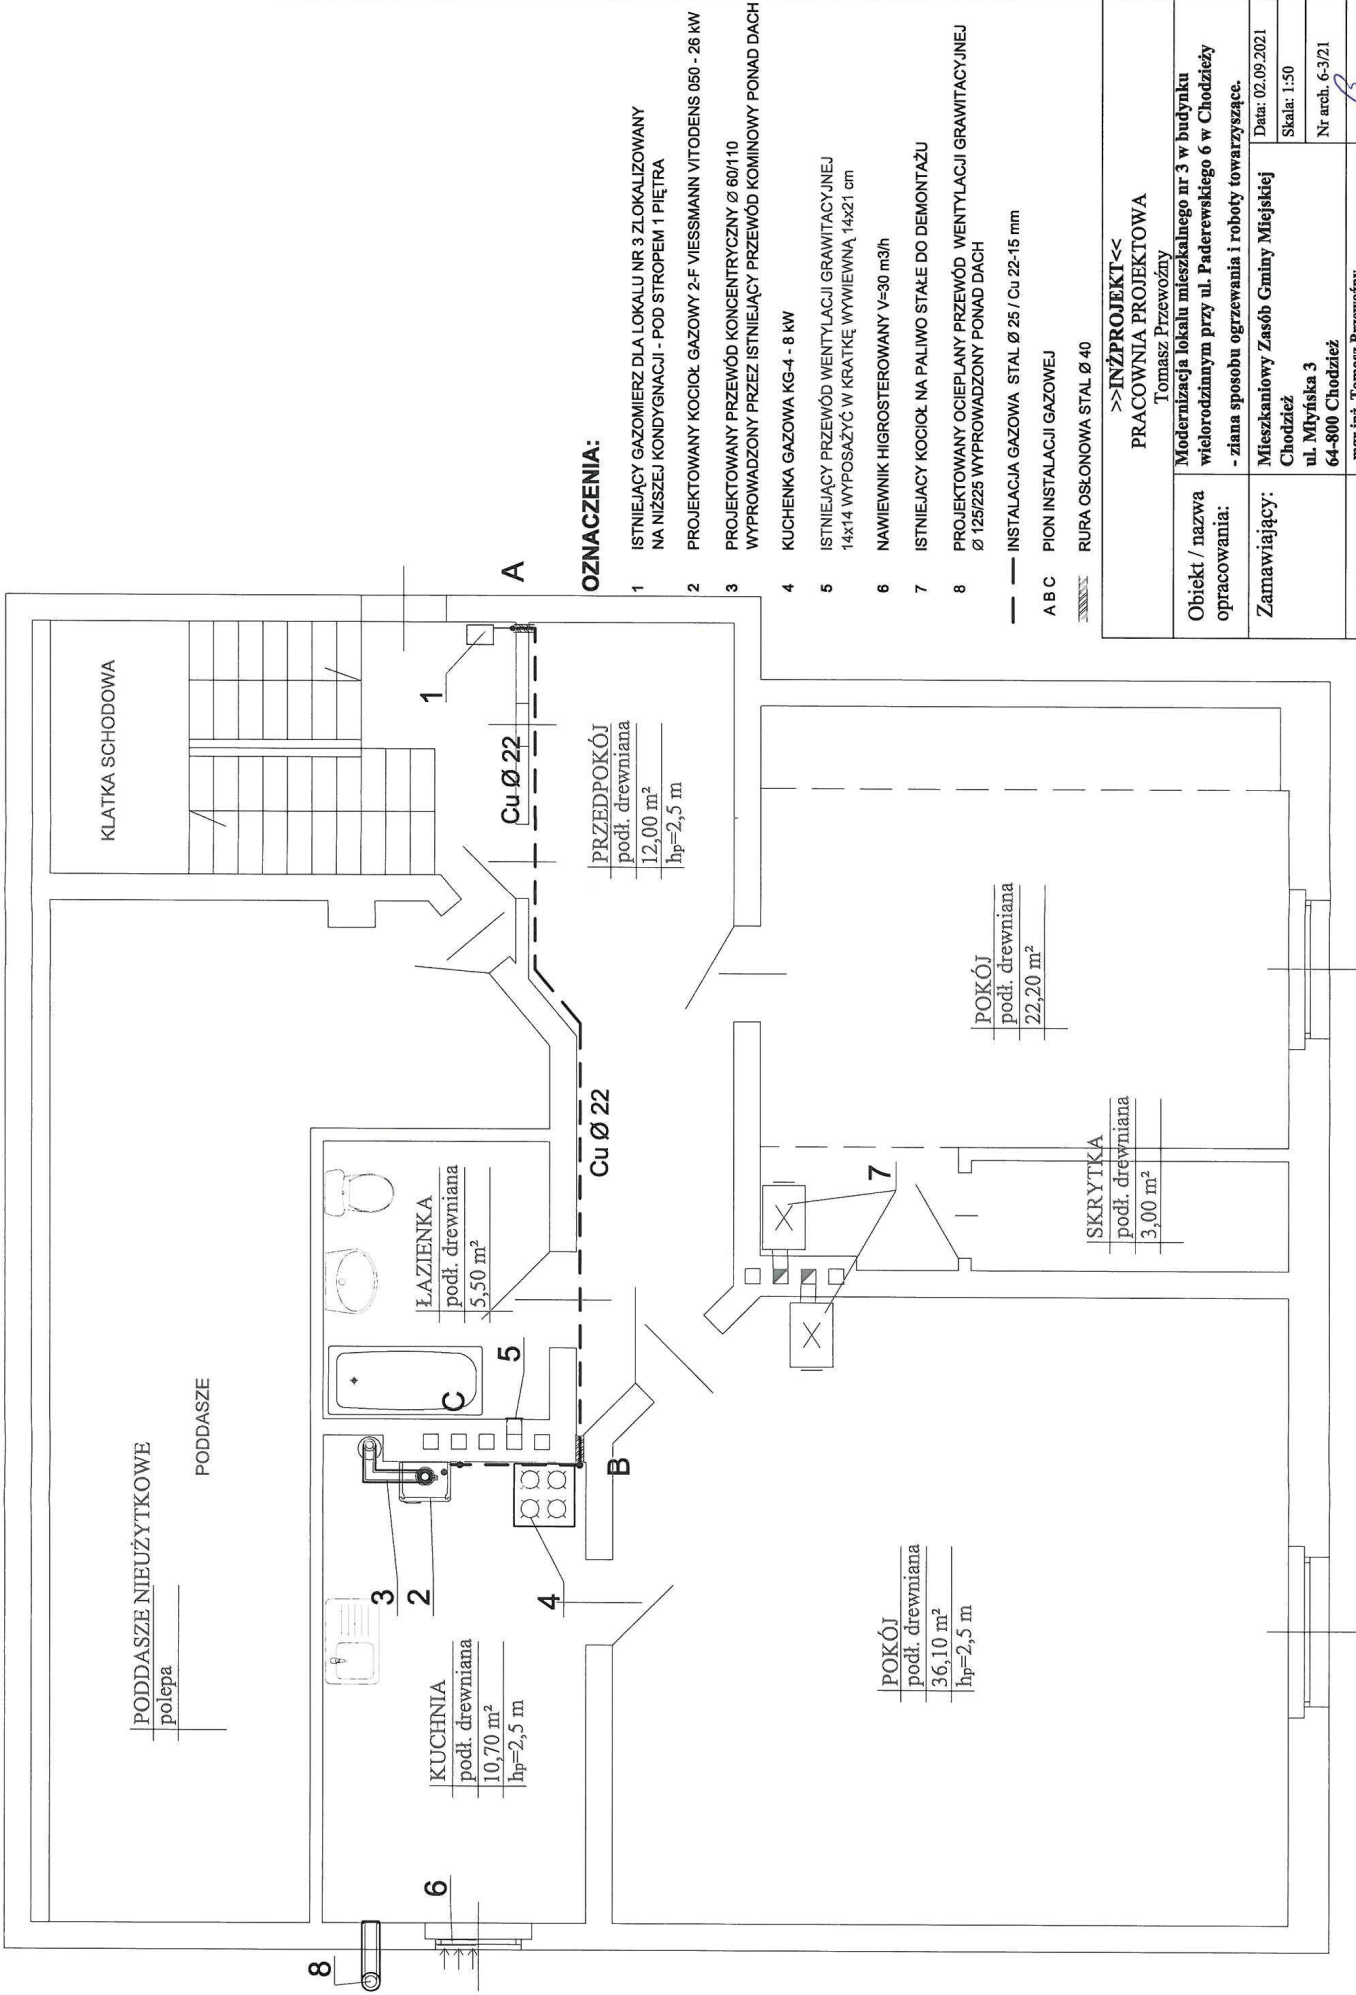 KLATKA SCHODOWA
PODDASZE NIEUŻYTKOWE
polepa
PODDASZE
ŁAZIENKA
podł. drewniana
5,50 m²
KUCHNIA
podł. drewniana
10,70 m²
hp=2,5 m
PRZEDPOKÓJ
podł. drewniana
12,00 m²
hp=2,5 m
POKÓJ
podł. drewniana
36,10 m²
hp=2,5 m
POKÓJ
podł. drewniana
22,20 m²
SKRYTKA
podł. drewniana
3,00 m²
Cu Ø 22
Cu Ø 22
A
B
C
1
2
3
4
5
6
7
8
OZNACZENIA:
1 ISTNIEJĄCY GAZOMIERZ DLA LOKALU NR 3 ZLOKALIZOWANY
NA NIŻSZEJ KONDYGNACJI - POD STROPEM 1 PIĘTRA
2 PROJEKTOWANY KOCIOŁ GAZOWY 2-F VIESSMANN VITODENS 050 - 26 kW
3 PROJEKTOWANY PRZEWÓD KONCENTRYCZNY Ø 60/110
WYPROWADZONY PRZEZ ISTNIEJĄCY PRZEWÓD KOMINOWY PONAD DACH
4 KUCHENKA GAZOWA KG-4 - 8 kW
5 ISTNIEJĄCY PRZEWÓD WENTYLACJI GRAWITACYJNEJ
14x14 WYPOSAŻYĆ W KRATKĘ WYWIEWNĄ 14x21 cm
6 NAWIEWNIK HIGROSTEROWANY V=30 m3/h
7 ISTNIEJACY KOCIOŁ NA PALIWO STAŁE DO DEMONTAŻU
8 PROJEKTOWANY OCIEPLANY PRZEWÓD WENTYLACJI GRAWITACYJNEJ
Ø 125/225 WYPROWADZONY PONAD DACH
INSTALACJA GAZOWA STAL Ø 25 / Cu 22-15 mm
A B C PION INSTALACJI GAZOWEJ
RURA OSŁONOWA STAL Ø 40
>>INŻPROJEKT<<
PRACOWNIA PROJEKTOWA
Tomasz Przewoźny
Obiekt / nazwa
opracowania:
Modernizacja lokalu mieszkalnego nr 3 w budynku
wielorodzinnym przy ul. Paderewskiego 6 w Chodzieży
- ziana sposobu ogrzewania i roboty towarzyszące.
Zamawiający:
Mieszkaniowy Zasób Gminy Miejskiej
Chodzież
ul. Młyńska 3
64-800 Chodzież
Data: 02.09.2021
Skala: 1:50
Nr arch. 6-3/21
mgr inż. Tomasz Przewoźny